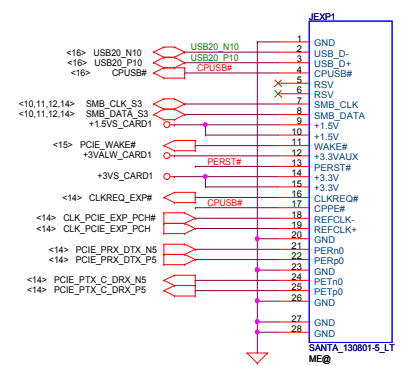 JEXP1
1 GND
<16> USB20_N10 USB20_N10 2 USB_D-
<16> USB20_P10 USB20_P10 3 USB_D+
<16> CPUSB# CPUSB# 4 CPUSB#
5 RSV
6 RSV
<10,11,12,14> SMB_CLK_S3 7 SMB_CLK
<10,11,12,14> SMB_DATA_S3 8 SMB_DATA
+1.5VS_CARD1 9 +1.5V
10 +1.5V
<15> PCIE_WAKE# 11 WAKE#
+3VALW_CARD1 12 +3.3VAUX
PERST# 13 PERST#
+3VS_CARD1 14 +3.3V
15 +3.3V
<14> CLKREQ_EXP# 16 CLKREQ#
CPUSB# 17 CPPE#
<14> CLK_PCIE_EXP_PCH# 18 REFCLK-
<14> CLK_PCIE_EXP_PCH 19 REFCLK+
20 GND
<14> PCIE_PRX_DTX_N5 21 PERn0
<14> PCIE_PRX_DTX_P5 22 PERp0
23 GND
<14> PCIE_PTX_C_DRX_N5 24 PETn0
<14> PCIE_PTX_C_DRX_P5 25 PETp0
26 GND
27 GND
28 GND
SANTA_130801-5_LT
ME@